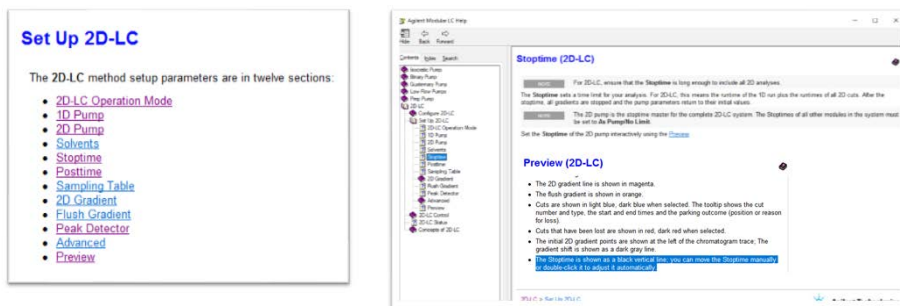 Set Up 2D-LC
The 2D-LC method setup parameters are in twelve sections:
2D-LC Operation Mode
1D Pump
2D Pump
Solvents
Stoptime
Posttime
Sampling Table
2D Gradient
Flush Gradient
Peak Detector
Advanced
Preview
Agilent Modular LC Help
Hide Back Forward
Contents Index Search
Isocratic Pump
Binary Pump
Quaternary Pump
Low-Flow Pumps
Prep Pump
2D-LC
Configure 2D-LC
Set Up 2D-LC
2D-LC Operation Mode
1D Pump
2D Pump
Solvents
Stoptime
Posttime
Sampling Table
2D Gradient
Flush Gradient
Peak Detector
Advanced
Preview
2D-LC Control
2D-LC Status
Concepts of 2D-LC
Stoptime (2D-LC)
NOTE For 2D-LC, ensure that the Stoptime is long enough to include all 2D analyses.
The Stoptime sets a time limit for your analysis. For 2D-LC, this means the runtime of the 1D run plus the runtimes of all 2D cuts. After the
stoptime, all gradients are stopped and the pump parameters return to their initial values.
NOTE The 2D pump is the stoptime master for the complete 2D-LC system. The Stoptimes of all other modules in the system must
be set to As Pump/No Limit.
Set the Stoptime of the 2D pump interactively using the Preview.
Preview (2D-LC)
The 2D gradient line is shown in magenta.
The flush gradient is shown in orange.
Cuts are shown in light blue, dark blue when selected. The tooltip shows the cut
number and type, the start and end times and the parking outcome (position or reason
for loss).
Cuts that have been lost are shown in red, dark red when selected.
The initial 2D gradient points are shown at the left of the chromatogram trace; The
gradient shift is shown as a dark gray line.
The Stoptime is shown as a black vertical line; you can move the Stoptime manually
or double-click it to adjust it automatically.
2D-LC > Set Up 2D-LC